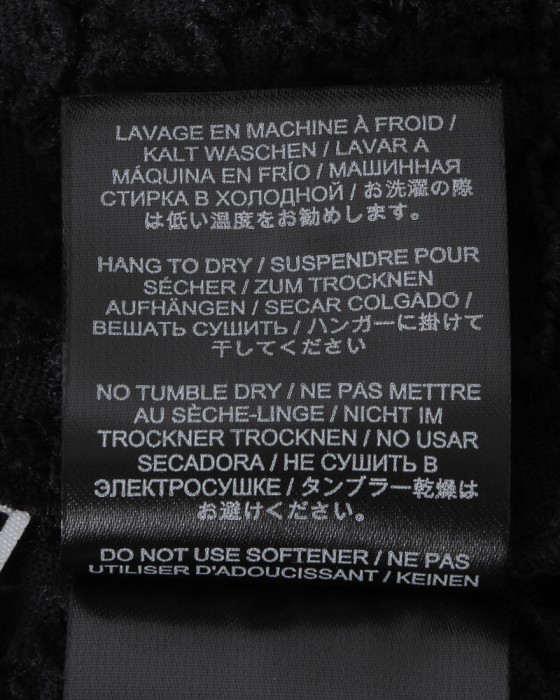 LAVAGE EN MACHINE À FROID /
KALT WASCHEN / LAVAR A
MÁQUINA EN FRÍO / МАШИННАЯ
СТИРКА В ХОЛОДНОЙ / お洗濯の際
は低い温度をお勧めします。
HANG TO DRY / SUSPENDRE POUR
SÉCHER / ZUM TROCKNEN
AUFHÄNGEN / SECAR COLGADO /
ВЕШАТЬ СУШИТЬ / ハンガーに掛けて
干してください
NO TUMBLE DRY / NE PAS METTRE
AU SÈCHE-LINGE / NICHT IM
TROCKNER TROCKNEN / NO USAR
SECADORA / НЕ СУШИТЬ В
ЭЛЕКТРОСУШКЕ / タンブラー乾燥は
お避けください。
DO NOT USE SOFTENER / NE PAS
UTILISER D'ADOUCISSANT / KEINEN